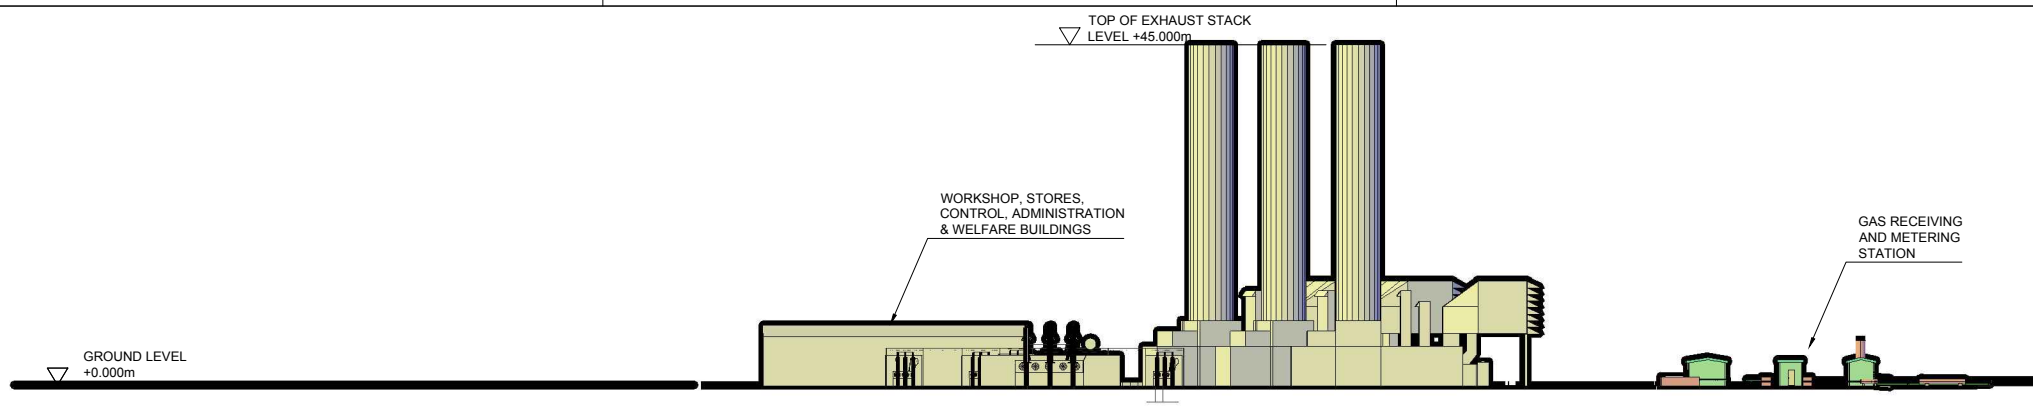 TOP OF EXHAUST STACK
LEVEL +45.000m
WORKSHOP, STORES,
CONTROL, ADMINISTRATION
& WELFARE BUILDINGS
GAS RECEIVING
AND METERING
STATION
GROUND LEVEL
+0.000m